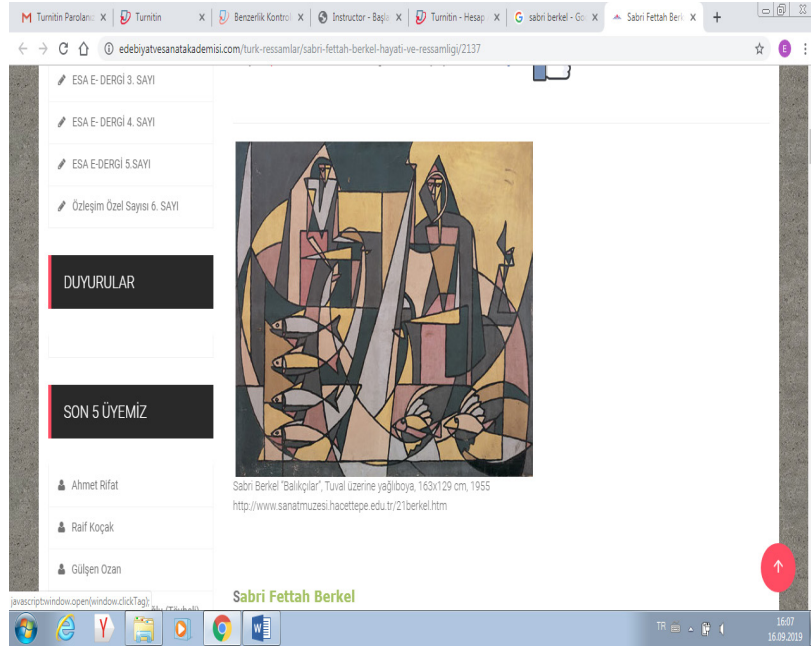 Turnitin Parolanız
Turnitin
Benzerlik Kontrol
Instructor - Başla
Turnitin - Hesap
sabri berkel - Go
Sabri Fettah Berk
edebiyatvesanatakademisi.com/turk-ressamlar/sabri-fettah-berkel-hayati-ve-ressamligi/2137
E
ESA E- DERGİ 3. SAYI
ESA E- DERGİ 4. SAYI
ESA E-DERGİ 5.SAYI
Özleşim Özel Sayısı 6. SAYI
DUYURULAR
SON 5 ÜYEMİZ
Ahmet Rifat
Raif Koçak
Gülşen Ozan
Sabri Berkel "Balıkçılar", Tuval üzerine yağlıboya, 163x129 cm, 1955
http://www.sanatmuzesi.hacettepe.edu.tr/21berkel.htm
Sabri Fettah Berkel
javascript:window.open(window.clickTag);
TR
16:07
16.09.2019